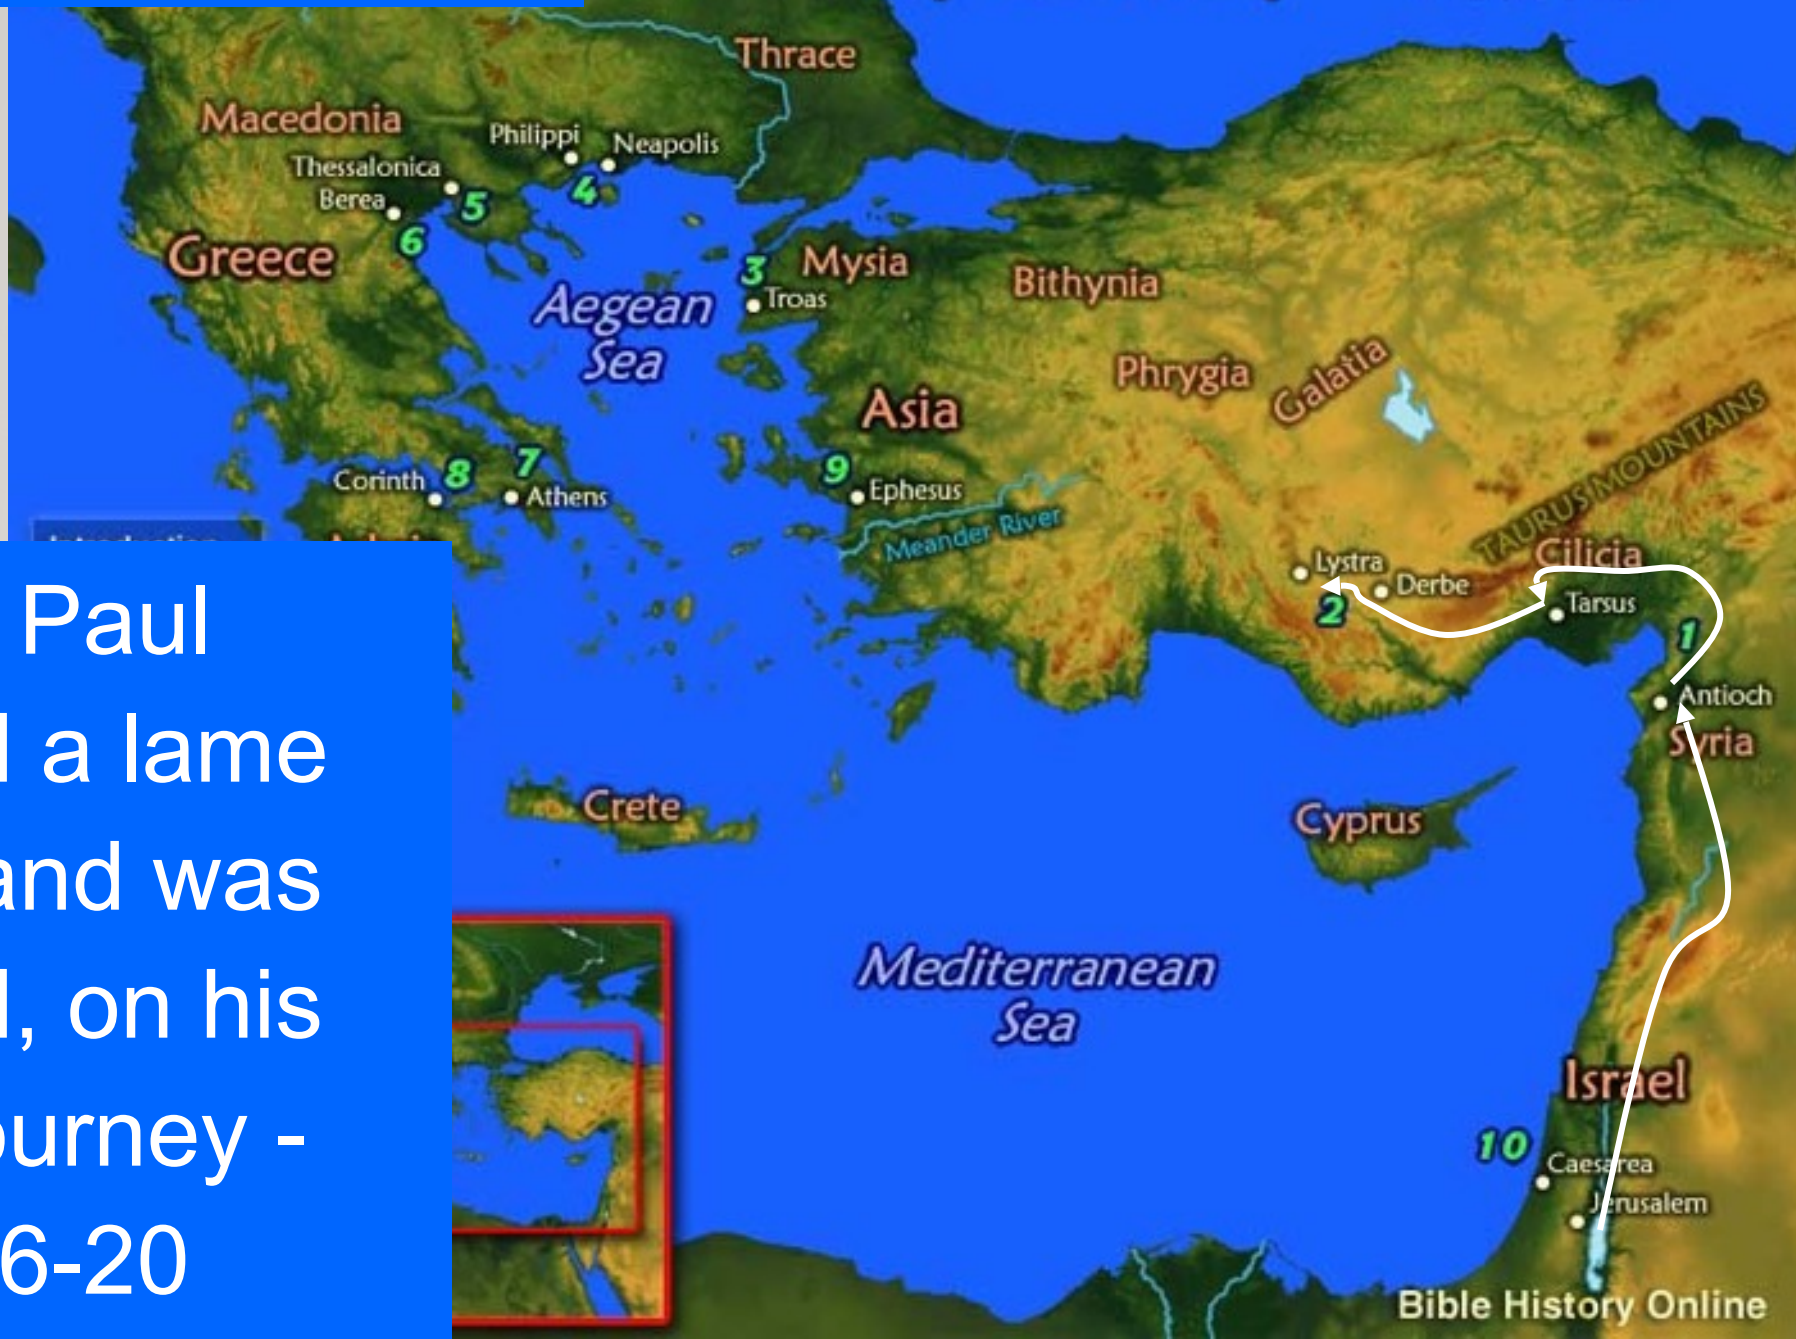 Thrace
Macedonia
Philippi
Neapolis
Thessalonica
4
Berea
5
6
Greece
3
Mysia
Bithynia
Aegean
Sea
Troas
Phrygia
Galatia
Asia
TAURUS MOUNTAINS
7
9
8
Corinth
Athens
Ephesus
Meander River
Lystra
Cilicia
Derbe
2
Tarsus
1
Antioch
Syria
Paul
a lame
and was
, on his
ourney -
6-20
Crete
Cyprus
Mediterranean
Sea
Israel
10
Caesarea
Jerusalem
Bible History Online